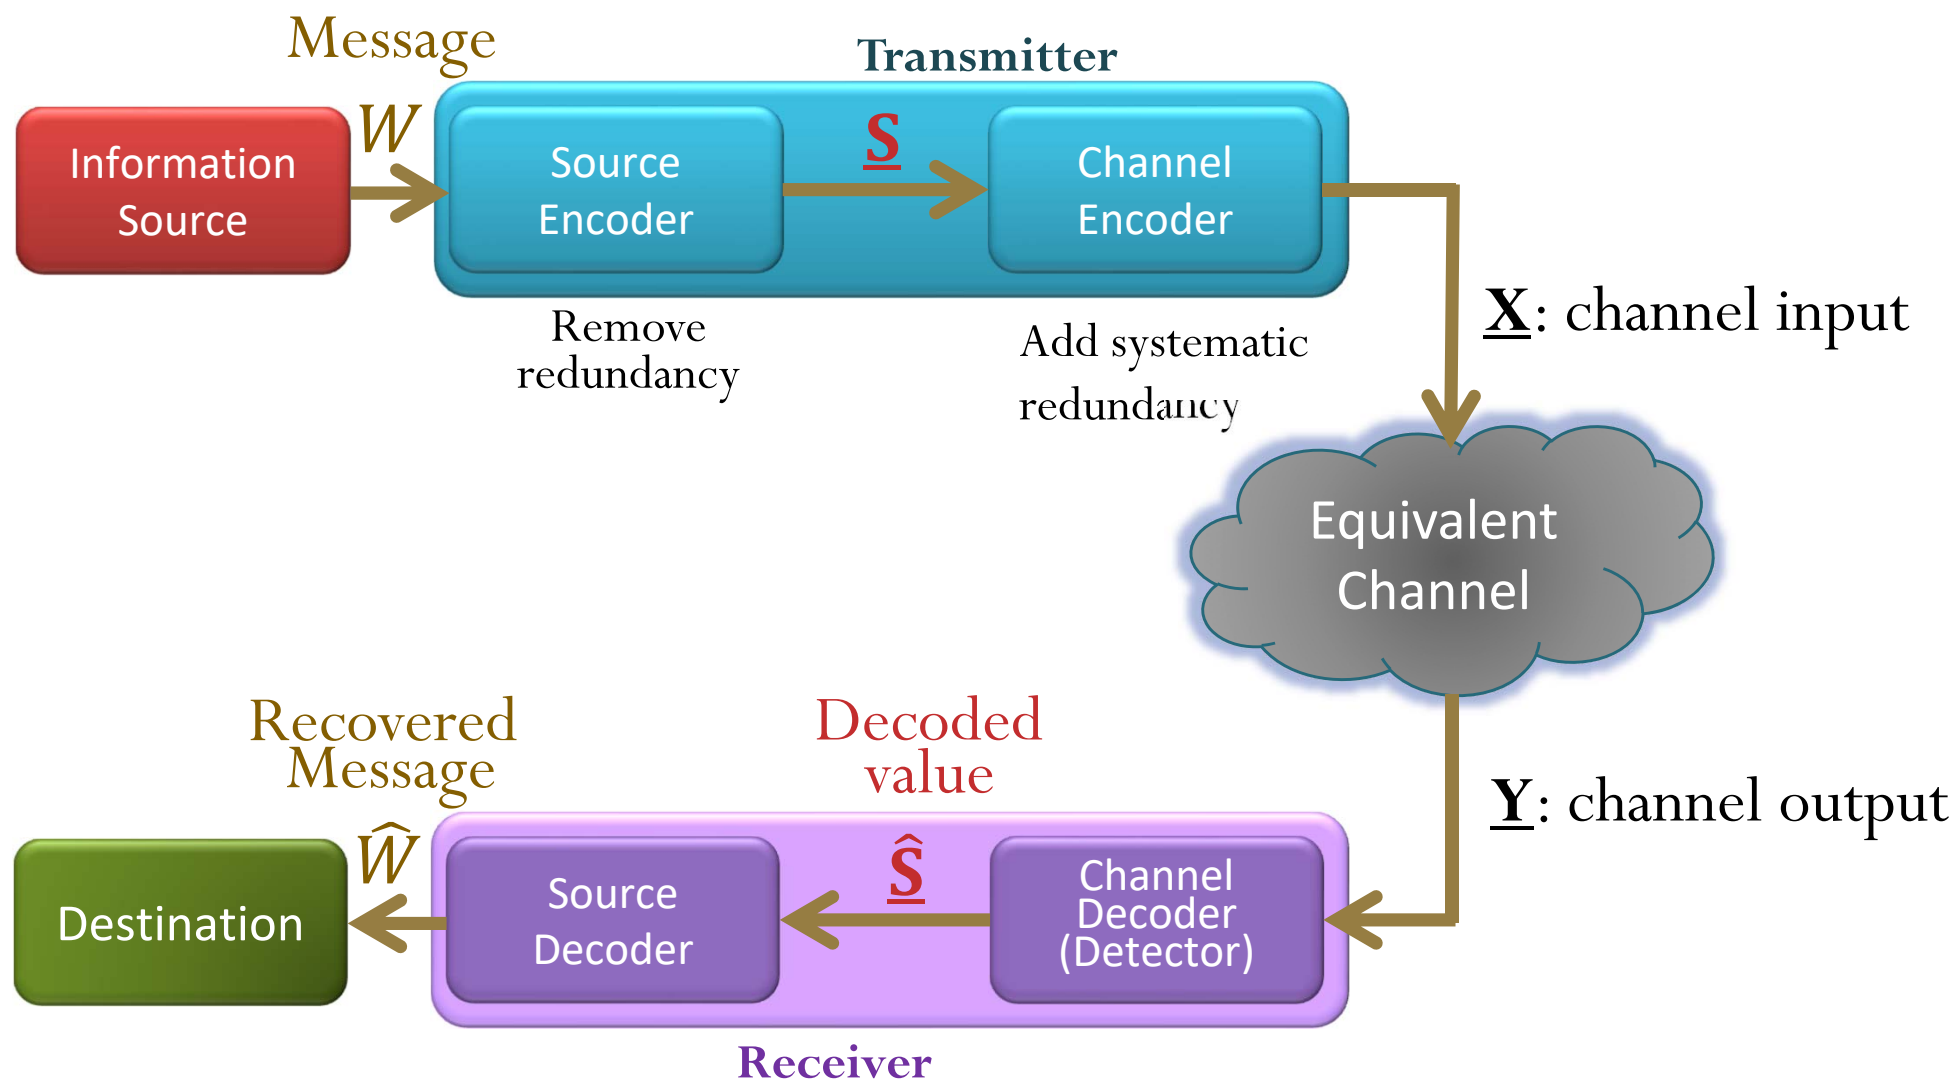 Message
Transmitter
W
S
Information
Source
Source
Encoder
Channel
Encoder
Remove
redundancy
Add systematic
redundancy
X: channel input
Equivalent
Channel
Recovered
Message
Decoded
value
Y: channel output
Ŵ
Ŝ
Destination
Source
Decoder
Channel
Decoder
(Detector)
Receiver